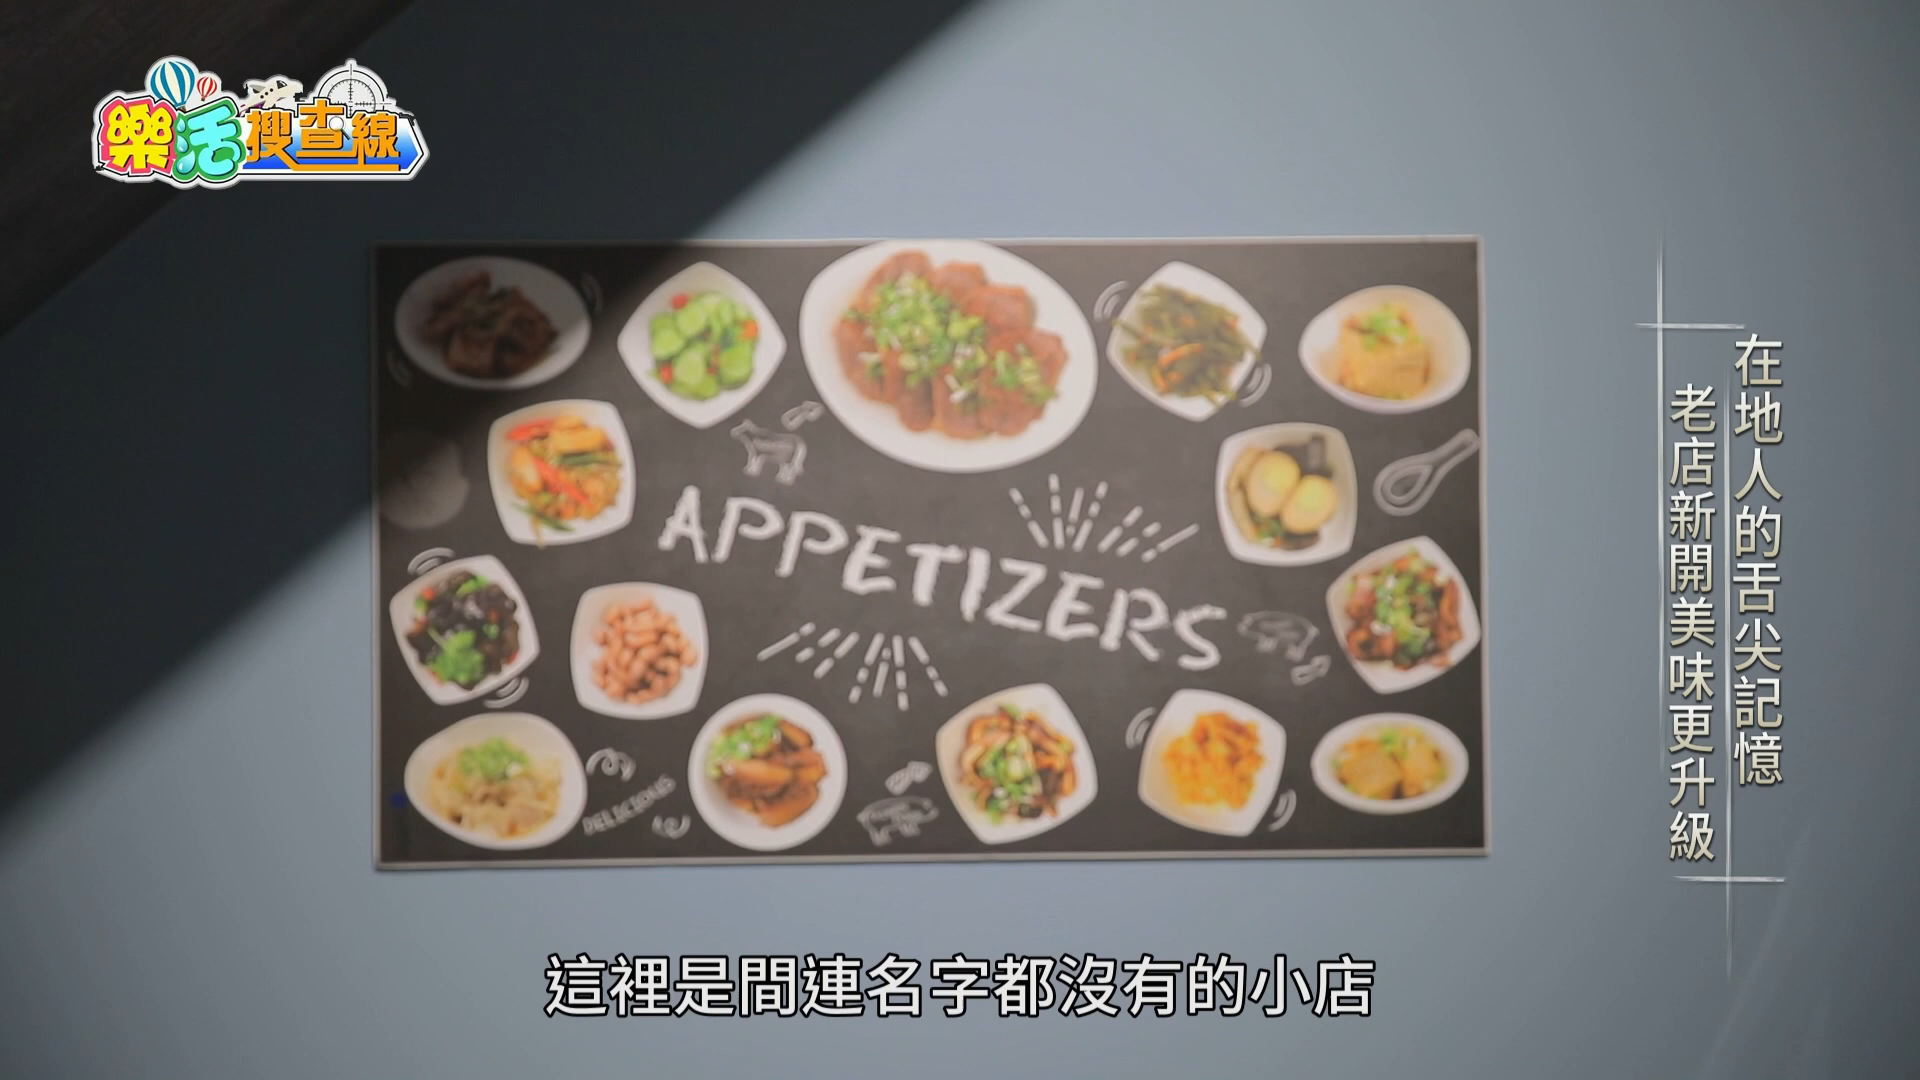 樂活搜查線
在地人的舌尖記憶
老店新開美味更升級
APPETIZERS
DELICIOUS
這裡是間連名字都沒有的小店